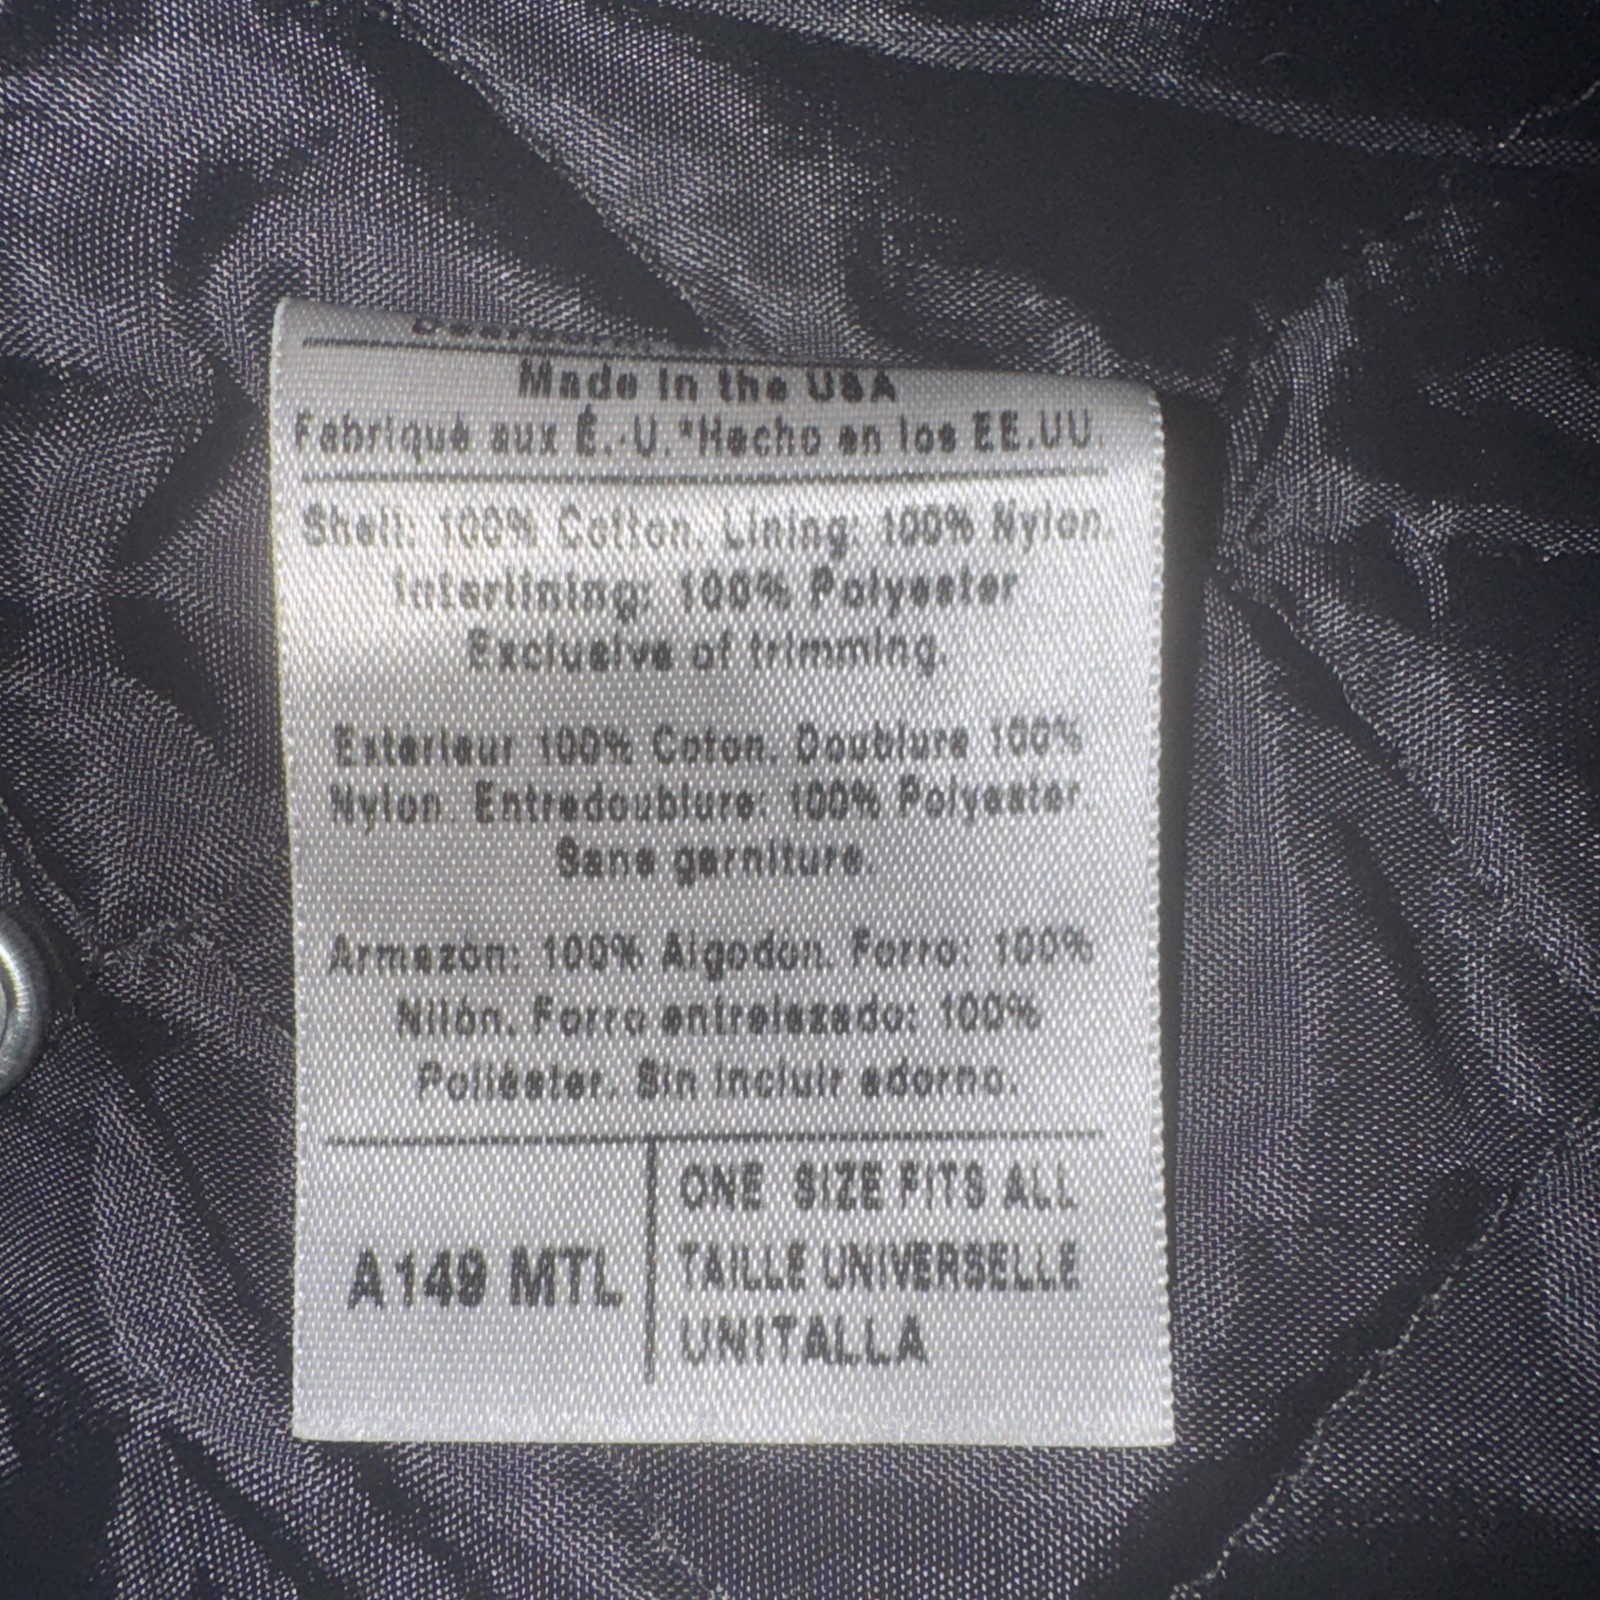 Made in the USA
Fabriqué aux É.-U.*Hecho en los EE.UU.
Shell: 100% Cotton. Lining: 100% Nylon.
Interlining: 100% Polyester
Exclusive of trimming.
Extérieur 100% Coton. Doublure 100%
Nylon. Entredoublure: 100% Polyester.
Sans garniture.
Armazón: 100% Algodon. Forro: 100%
Nilón. Forro entrelazado: 100%
Poliéster. Sin incluir adorno.
A149 MTL
ONE SIZE FITS ALL
TAILLE UNIVERSELLE
UNITALLA